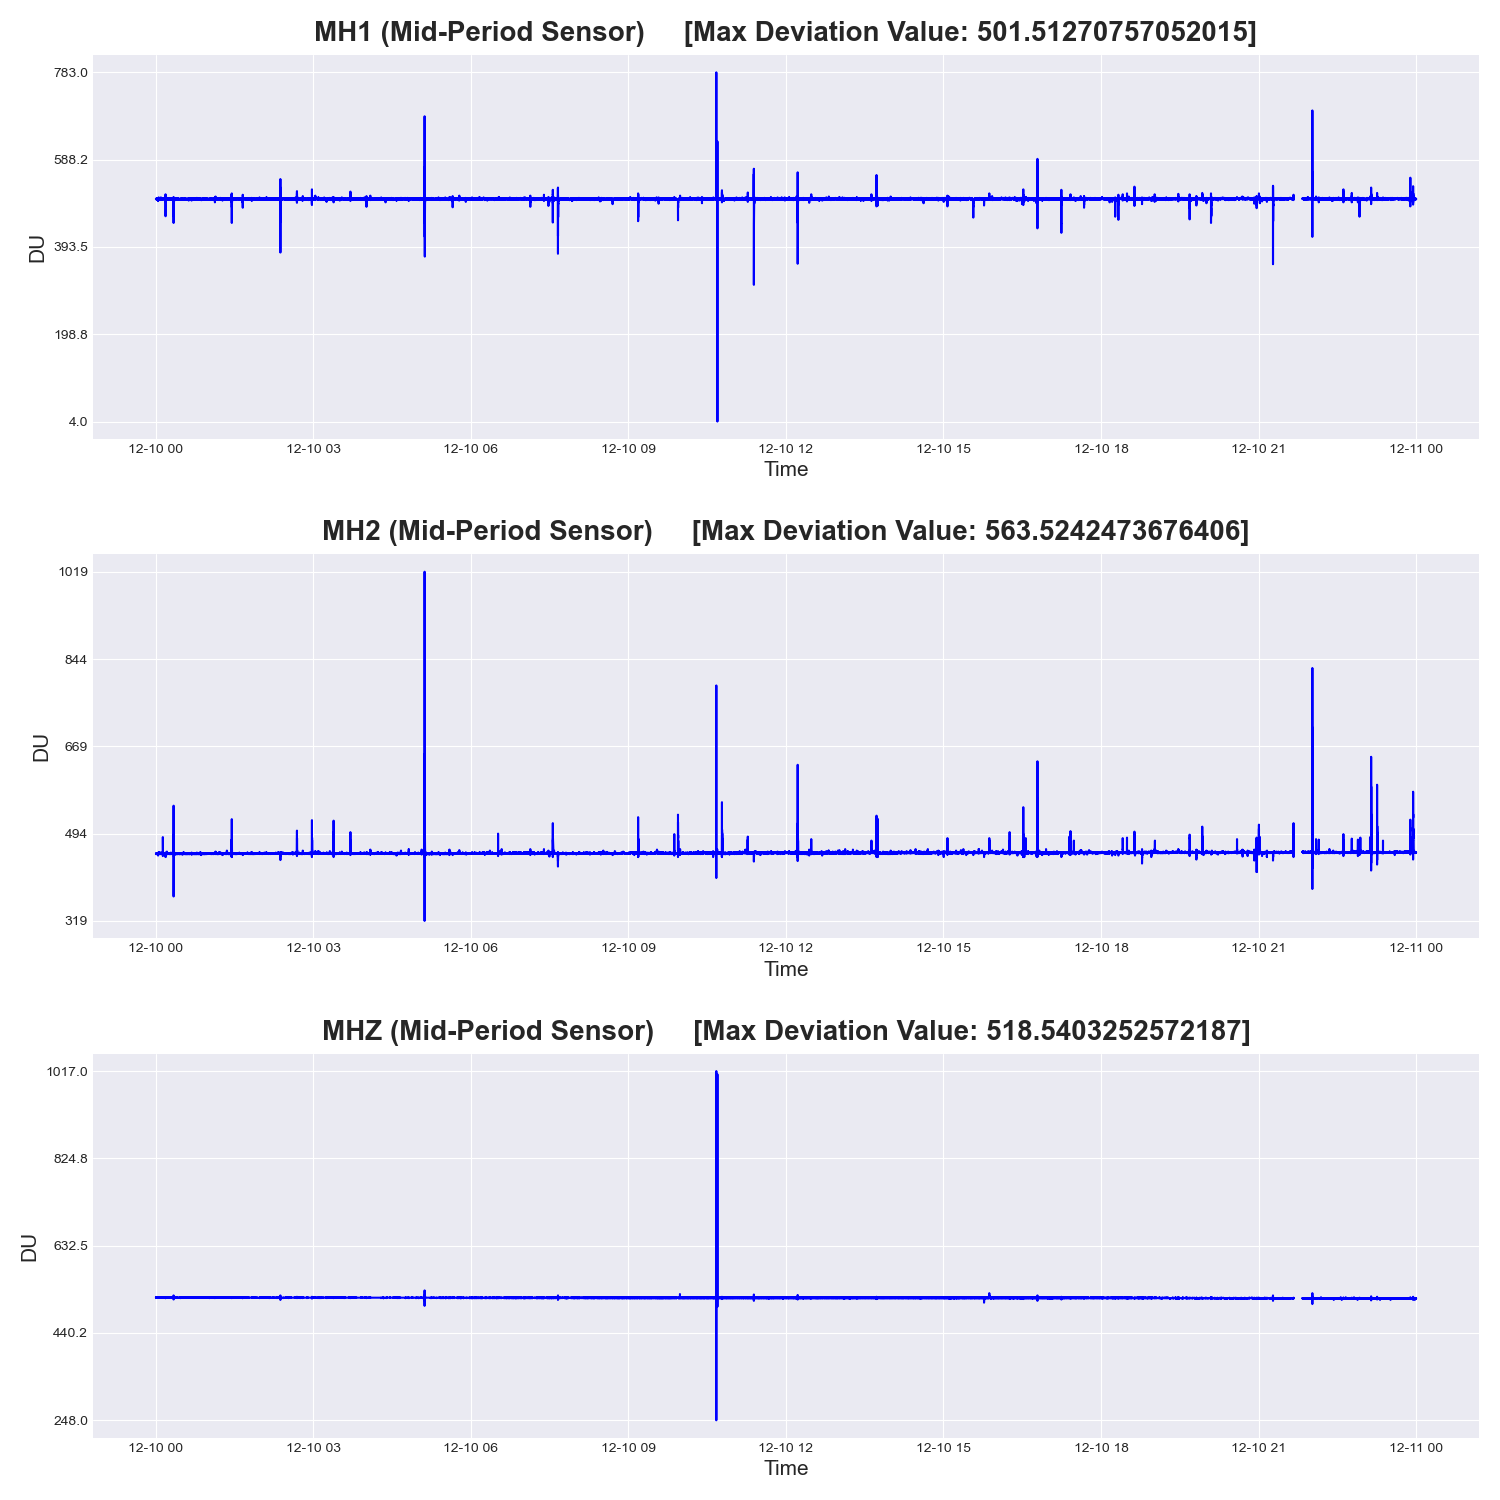 MH1 (Mid-Period Sensor)     [Max Deviation Value: 501.51270757052015]
783.0
588.2
393.5
198.8
4.0
DU
12-10 00 12-10 03 12-10 06 12-10 09 12-10 12 12-10 15 12-10 18 12-10 21 12-11 00
Time
MH2 (Mid-Period Sensor)     [Max Deviation Value: 563.5242473676406]
1019
844
669
494
319
DU
12-10 00 12-10 03 12-10 06 12-10 09 12-10 12 12-10 15 12-10 18 12-10 21 12-11 00
Time
MHZ (Mid-Period Sensor)     [Max Deviation Value: 518.5403252572187]
1017.0
824.8
632.5
440.2
248.0
DU
12-10 00 12-10 03 12-10 06 12-10 09 12-10 12 12-10 15 12-10 18 12-10 21 12-11 00
Time